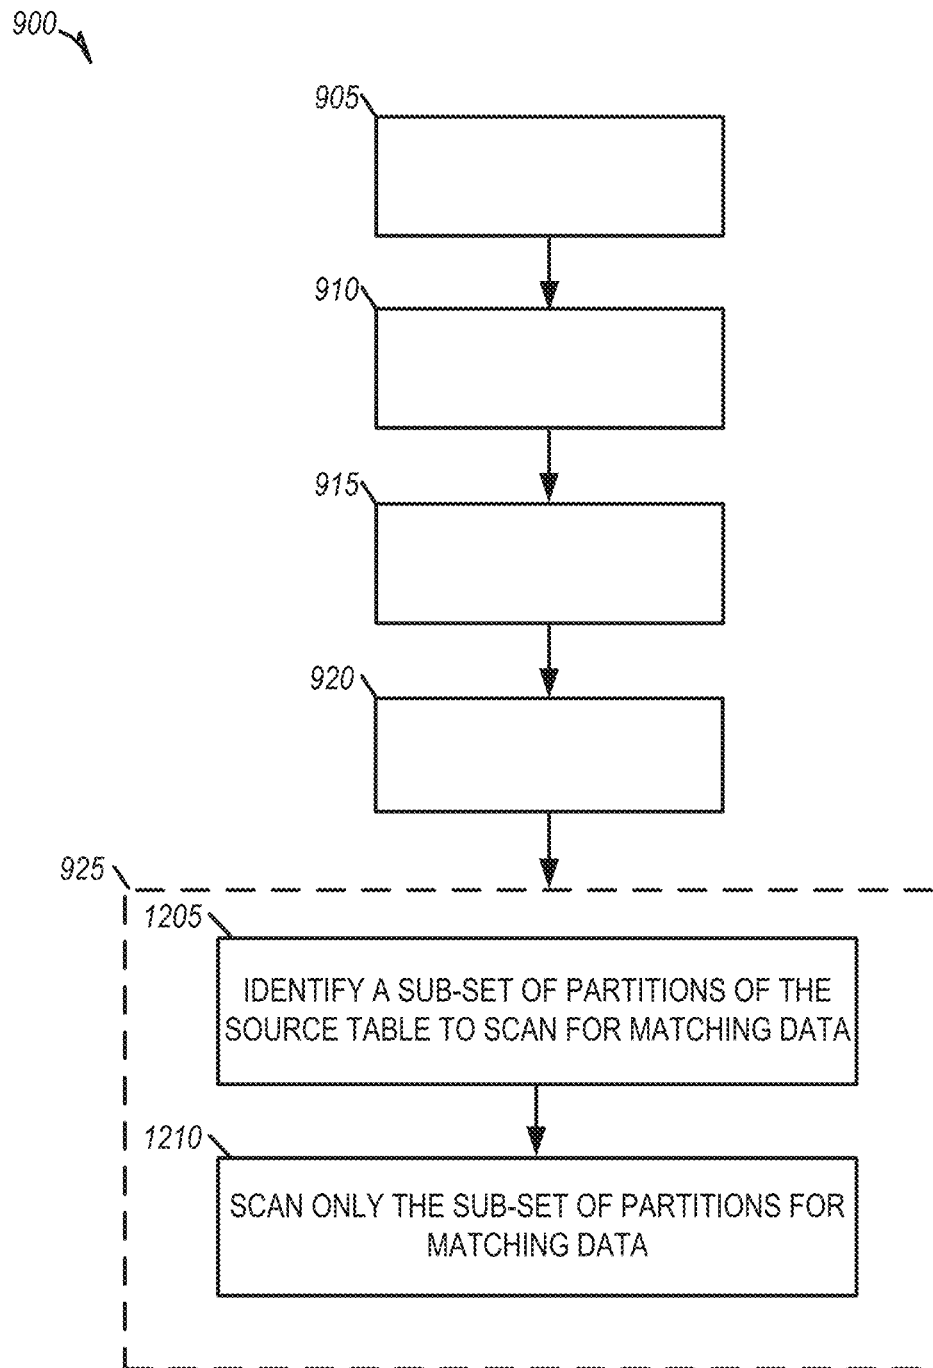 900
905
910
915
920
925
1205
IDENTIFY A SUB-SET OF PARTITIONS OF THE
SOURCE TABLE TO SCAN FOR MATCHING DATA
1210
SCAN ONLY THE SUB-SET OF PARTITIONS FOR
MATCHING DATA